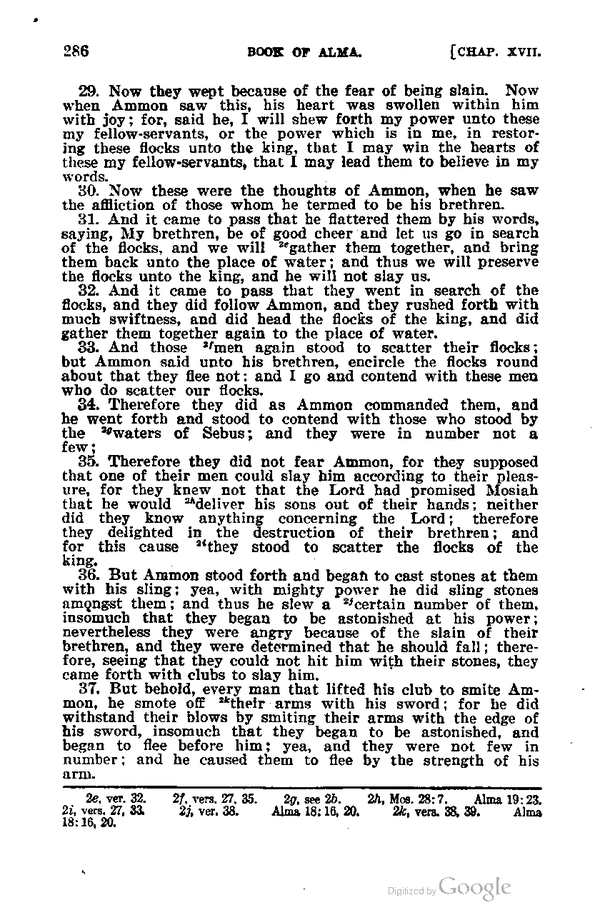 286 BOOK OF ALMA. [CHAP. XVII.
29. Now they wept because of the fear of being slain. Now
when Ammon saw this, his heart was swollen within him
with joy; for, said he, I will shew forth my power unto these
my fellow-servants, or the power which is in me, in restor-
ing these flocks unto the king, that I may win the hearts of
these my fellow-servants, that I may lead them to believe in my
words.
30. Now these were the thoughts of Ammon, when he saw
the affliction of those whom he termed to be his brethren.
31. And it came to pass that he flattered them by his words,
saying, My brethren, be of good cheer and let us go in search
of the flocks, and we will 2egather them together, and bring
them back unto the place of water; and thus we will preserve
the flocks unto the king, and he will not slay us.
32. And it came to pass that they went in search of the
flocks, and they did follow Ammon, and they rushed forth with
much swiftness, and did head the flocks of the king, and did
gather them together again to the place of water.
33. And those 2fmen again stood to scatter their flocks;
but Ammon said unto his brethren, encircle the flocks round
about that they flee not: and I go and contend with these men
who do scatter our flocks.
34. Therefore they did as Ammon commanded them, and
he went forth and stood to contend with those who stood by
the 2gwaters of Sebus; and they were in number not a
few;
35. Therefore they did not fear Ammon, for they supposed
that one of their men could slay him according to their pleas-
ure, for they knew not that the Lord had promised Mosiah
that he would 2hdeliver his sons out of their hands; neither
did they know anything concerning the Lord; therefore
they delighted in the destruction of their brethren; and
for this cause 2ithey stood to scatter the flocks of the
king.
36. But Ammon stood forth and began to cast stones at them
with his sling; yea, with mighty power he did sling stones
amongst them; and thus he slew a 2jcertain number of them,
insomuch that they began to be astonished at his power;
nevertheless they were angry because of the slain of their
brethren, and they were determined that he should fall; there-
fore, seeing that they could not hit him with their stones, they
came forth with clubs to slay him.
37. But behold, every man that lifted his club to smite Am-
mon, he smote off 2ktheir arms with his sword; for he did
withstand their blows by smiting their arms with the edge of
his sword, insomuch that they began to be astonished, and
began to flee before him; yea, and they were not few in
number; and he caused them to flee by the strength of his
arm.
2e, ver. 32. 2f, vers. 27, 35. 2g, see 2b. 2h, Mos. 28:7. Alma 19:23.
2i, vers. 27, 33. 2j, ver. 38. Alma 18:16, 20. 2k, vers. 38, 39. Alma
18:16, 20.
Digitized by Google